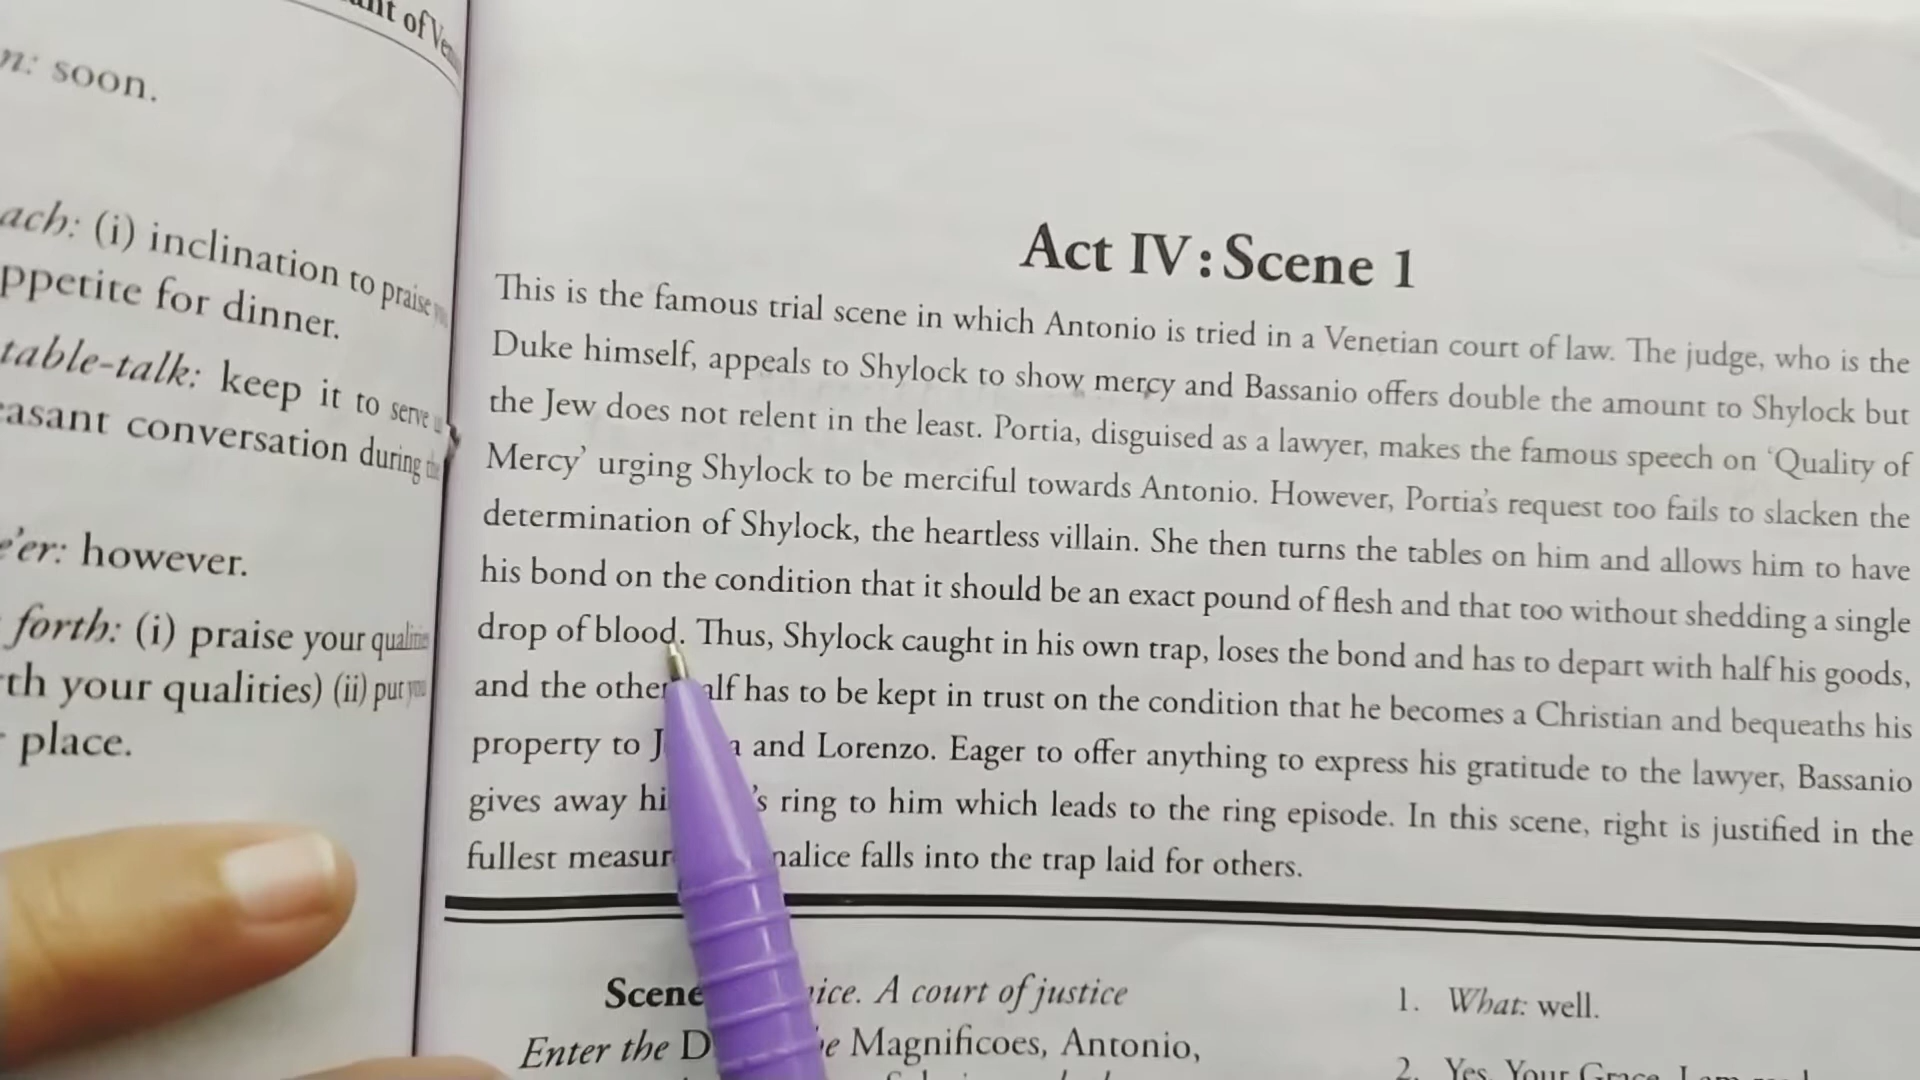 of
soon.
(i) inclination to praise
ppetite for dinner.
table-talk: keep it to serve
asant conversation during
e'er: however.
forth: (i) praise your
th your qualities) (ii) put
place.
Act IV: Scene 1
This is the famous trial scene in which Antonio is tried in a Venetian court of law. The judge, who is the
Duke himself, appeals to Shylock to show mercy and Bassanio offers double the amount to Shylock but
the Jew does not relent in the least. Portia, disguised as a lawyer, makes the famous speech on ‘Quality of
Mercy’ urging Shylock to be merciful towards Antonio. However, Portia’s request too fails to slacken the
determination of Shylock, the heartless villain. She then turns the tables on him and allows him to have
his bond on the condition that it should be an exact pound of flesh and that too without shedding a single
drop of blood. Thus, Shylock caught in his own trap, loses the bond and has to depart with half his goods,
and the other alf has to be kept in trust on the condition that he becomes a Christian and bequeaths his
property to J a and Lorenzo. Eager to offer anything to express his gratitude to the lawyer, Bassanio
gives away hi ’s ring to him which leads to the ring episode. In this scene, right is justified in the
fullest measur nalice falls into the trap laid for others.
Scene ice. A court of justice
Enter the D e Magnificoes, Antonio,
1. What: well.
2. Yes, Your Grace, I am